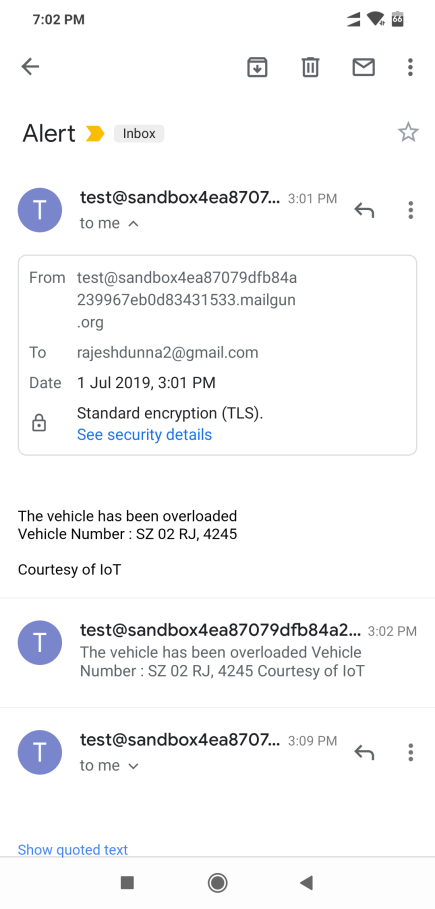 7:02 PM
66
Alert
Inbox
test@sandbox4ea8707... 3:01 PM
T
to me
From test@sandbox4ea87079dfb84a
239967eb0d83431533.mailgun
.org
To rajeshdunna2@gmail.com
Date 1 Jul 2019, 3:01 PM
Standard encryption (TLS).
See security details
The vehicle has been overloaded
Vehicle Number : SZ 02 RJ, 4245
Courtesy of IoT
test@sandbox4ea87079dfb84a2... 3:02 PM
T
The vehicle has been overloaded Vehicle
Number : SZ 02 RJ, 4245 Courtesy of IoT
test@sandbox4ea8707... 3:09 PM
T
to me
Show quoted text